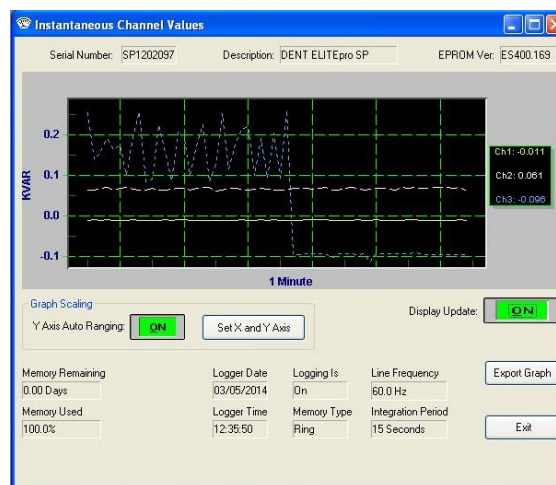 Instantaneous Channel Values
Serial Number: SP1202097 Description: DENT ELITEpro SP EPROM Ver: ES400.169
0.2
0.1
0.0
-0.1
KVAR
1 Minute
Ch1: -0.011
Ch2: 0.061
Ch3: -0.096
Graph Scaling
Y Axis Auto Ranging: ON Set X and Y Axis
Display Update: ON
Memory Remaining Logger Date Logging Is Line Frequency
0.00 Days 03/05/2014 On 60.0 Hz
Export Graph
Memory Used Logger Time Memory Type Integration Period
100.0% 12:35:50 Ring 15 Seconds
Exit